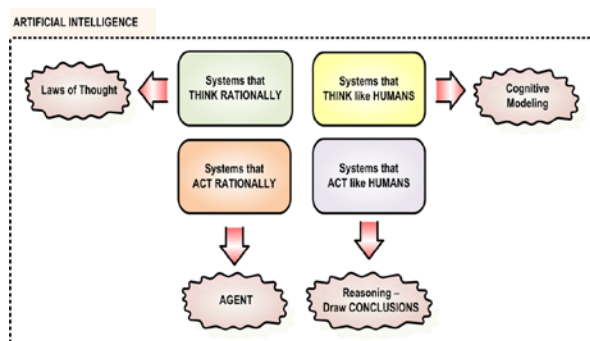 ARTIFICIAL INTELLIGENCE
Laws of Thought
Systems that
THINK RATIONALLY
Systems that
THINK like HUMANS
Cognitive
Modeling
Systems that
ACT RATIONALLY
Systems that
ACT like HUMANS
AGENT
Reasoning –
Draw CONCLUSIONS